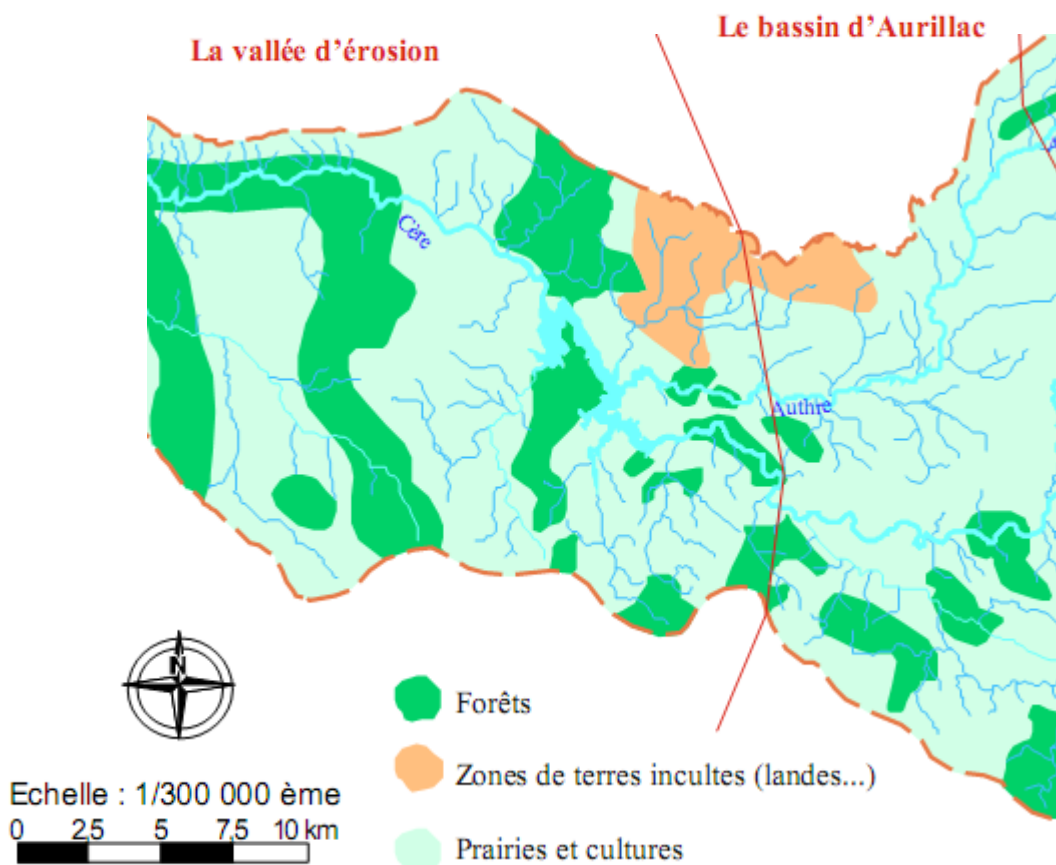 Le bassin d'Aurillac
La vallée d'érosion
Cère
Authre
N
Forêts
Zones de terres incultes (landes...)
Echelle : 1/300 000 ème
0 2,5 5 7,5 10 km
Prairies et cultures